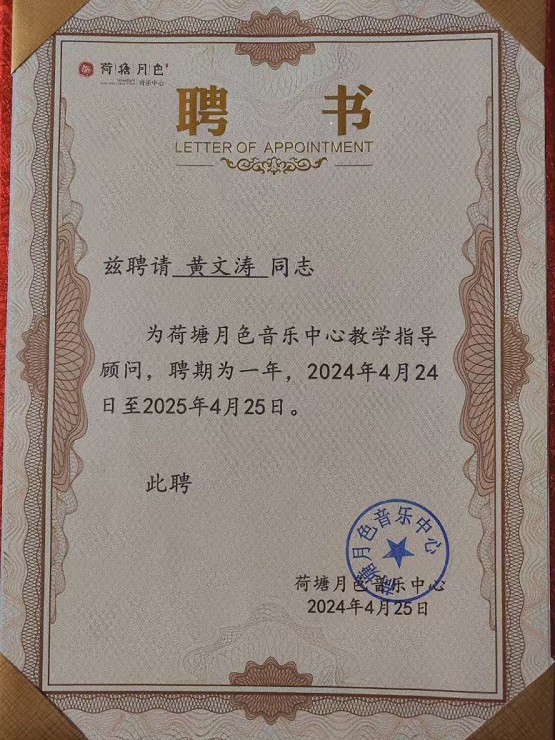 荷塘月色
音乐中心
聘 书
LETTER OF APPOINTMENT
兹聘请 黄文涛 同志
为荷塘月色音乐中心教学指导
顾问，聘期为一年，2024年4月24
日至2025年4月25日。
此聘
荷塘月色音乐中心
荷塘月色音乐中心
2024年4月25日